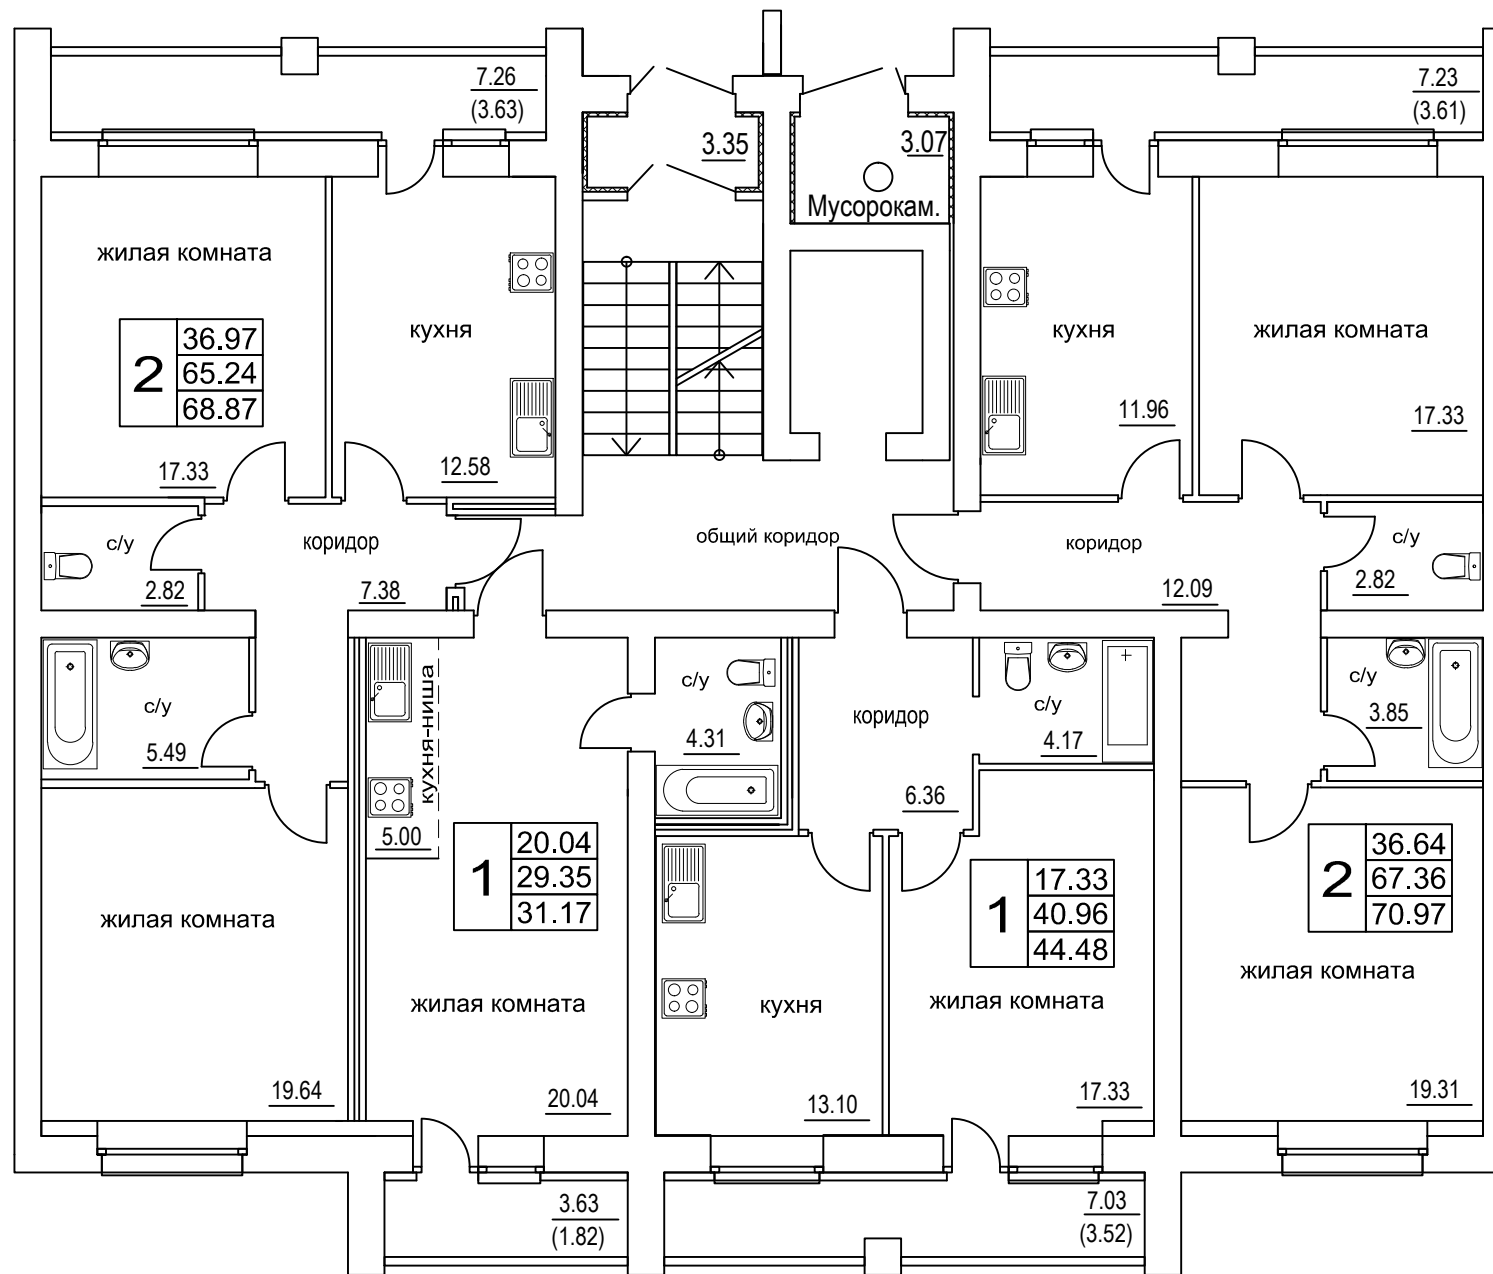 7.26
(3.63)
3.35
3.07
Мусорокам.
7.23
(3.61)
жилая комната
2
36.97
65.24
68.87
17.33
кухня
12.58
кухня
11.96
жилая комната
17.33
с/у
2.82
коридор
7.38
общий коридор
коридор
12.09
с/у
2.82
с/у
5.49
кухня-ниша
5.00
с/у
4.31
коридор
6.36
с/у
4.17
с/у
3.85
жилая комната
19.64
1
20.04
29.35
31.17
жилая комната
20.04
кухня
13.10
1
17.33
40.96
44.48
жилая комната
17.33
2
36.64
67.36
70.97
жилая комната
19.31
3.63
(1.82)
7.03
(3.52)